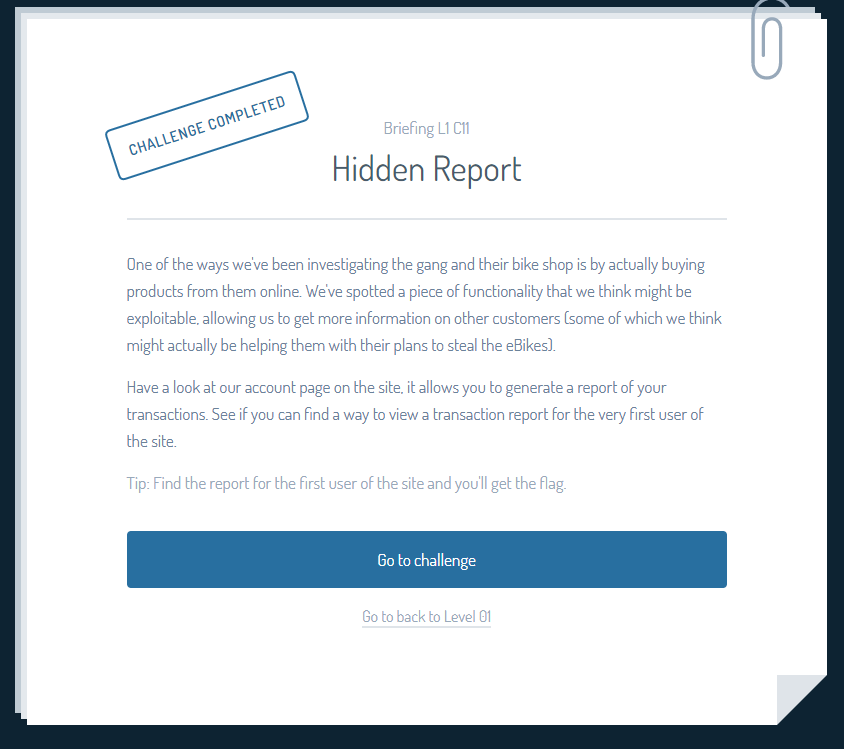 CHALLENGE COMPLETED
Briefing L1 C11
Hidden Report
One of the ways we've been investigating the gang and their bike shop is by actually buying
products from them online. We've spotted a piece of functionality that we think might be
exploitable, allowing us to get more information on other customers (some of which we think
might actually be helping them with their plans to steal the eBikes).
Have a look at our account page on the site, it allows you to generate a report of your
transactions. See if you can find a way to view a transaction report for the very first user of
the site.
Tip: Find the report for the first user of the site and you'll get the flag.
Go to challenge
Go to back to Level 01